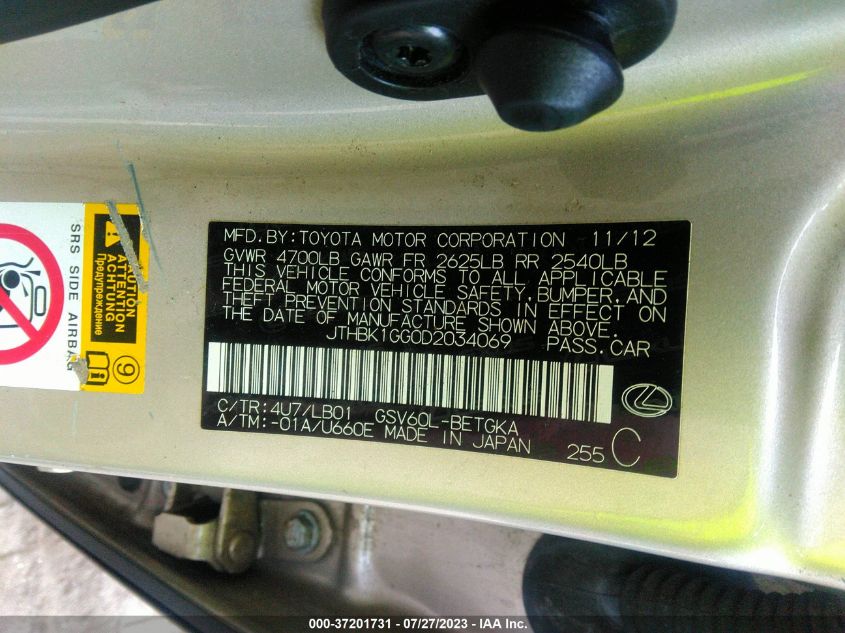 MFD.BY:TOYOTA MOTOR CORPORATION 11/12
GVWR 4700LB GAWR FR 2625LB RR 2540LB
THIS VEHICLE CONFORMS TO ALL APPLICABLE
FEDERAL MOTOR VEHICLE SAFETY, BUMPER, AND
THEFT PREVENTION STANDARDS IN EFFECT ON
THE DATE OF MANUFACTURE SHOWN ABOVE.
JTHBK1GG0D2034069 PASS.CAR
C/TR:4U7/LB01 GSV60L-BETGKA
A/TM:-01A/U660E MADE IN JAPAN 255 C
SRS SIDE AIRBAG
CAUTION
ATTENTION
ACHTUNG
Предупреждение
9
000-37201731 - 07/27/2023 - IAA Inc.